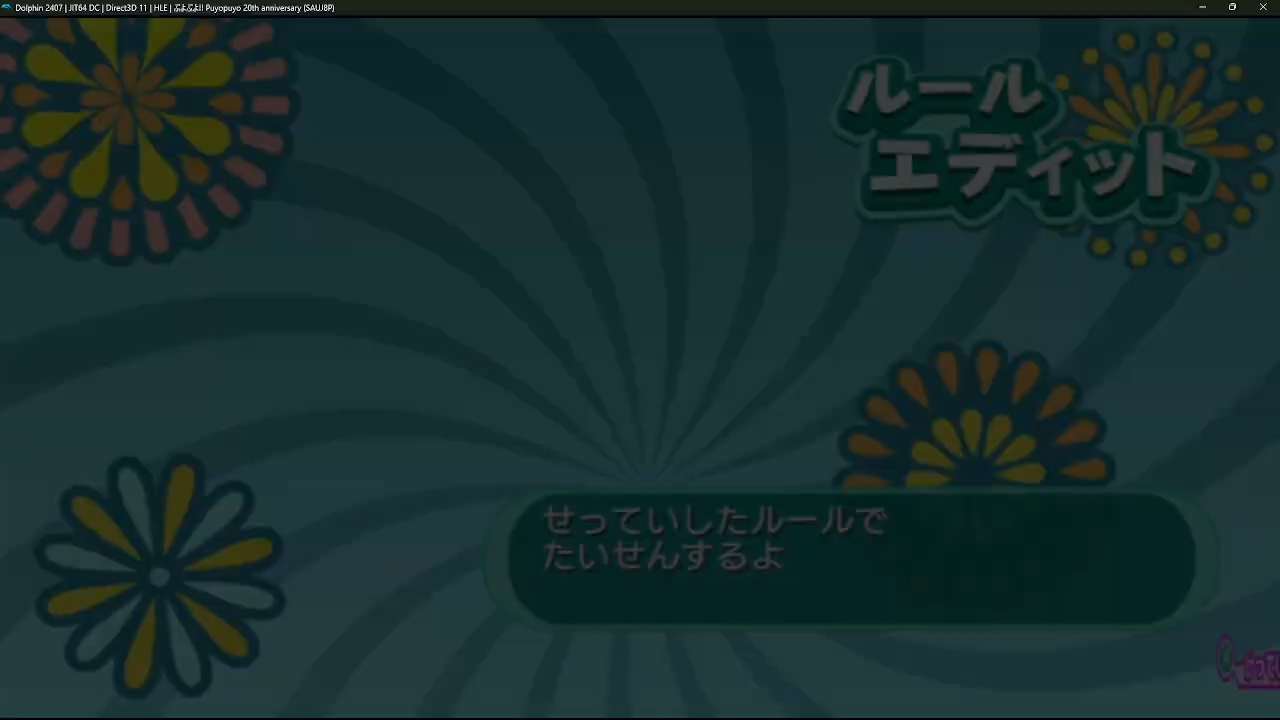 Dolphin 2407 | JIT64 DC | Direct3D 11 | HLE | ぷよぷよ!! Puyopuyo 20th anniversary (SAUJ8P)
ルール
エディット
せっていしたルールで
たいせんするよ